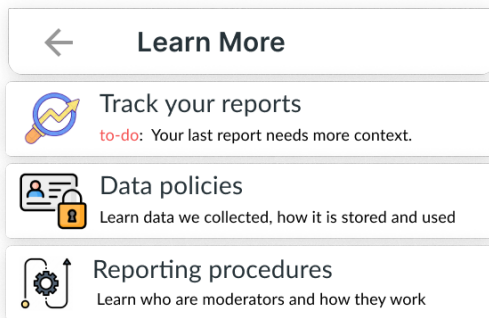 Learn More
Track your reports
to-do: Your last report needs more context.
Data policies
Learn data we collected, how it is stored and used
Reporting procedures
Learn who are moderators and how they work